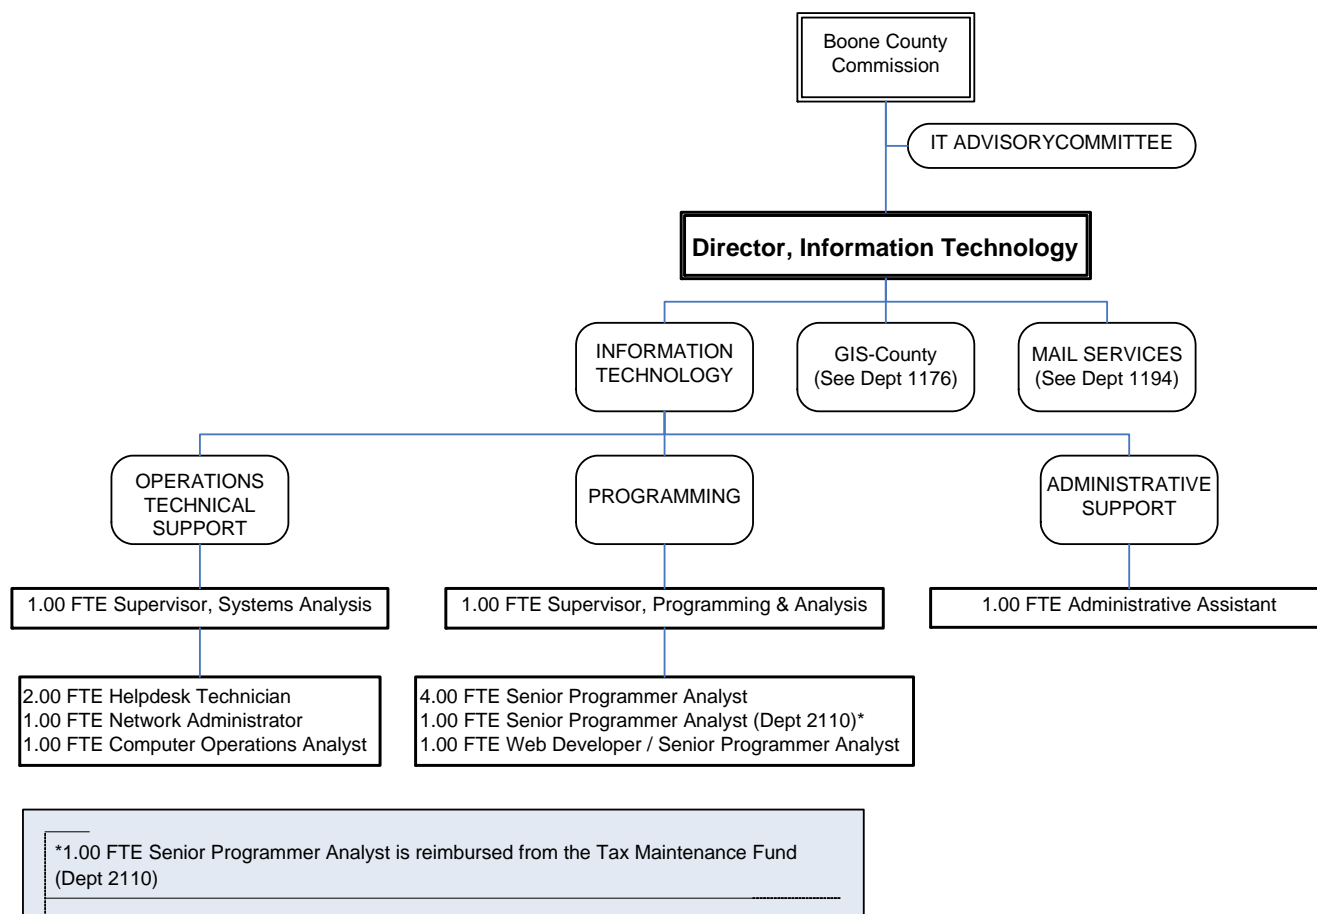 Boone County
Commission
IT ADVISORYCOMMITTEE
Director, Information Technology
INFORMATION
TECHNOLOGY
GIS-County
(See Dept 1176)
MAIL SERVICES
(See Dept 1194)
OPERATIONS
TECHNICAL
SUPPORT
PROGRAMMING
ADMINISTRATIVE
SUPPORT
1.00 FTE Supervisor, Systems Analysis
1.00 FTE Supervisor, Programming & Analysis
1.00 FTE Administrative Assistant
2.00 FTE Helpdesk Technician
1.00 FTE Network Administrator
1.00 FTE Computer Operations Analyst
4.00 FTE Senior Programmer Analyst
1.00 FTE Senior Programmer Analyst (Dept 2110)*
1.00 FTE Web Developer / Senior Programmer Analyst
*1.00 FTE Senior Programmer Analyst is reimbursed from the Tax Maintenance Fund
(Dept 2110)